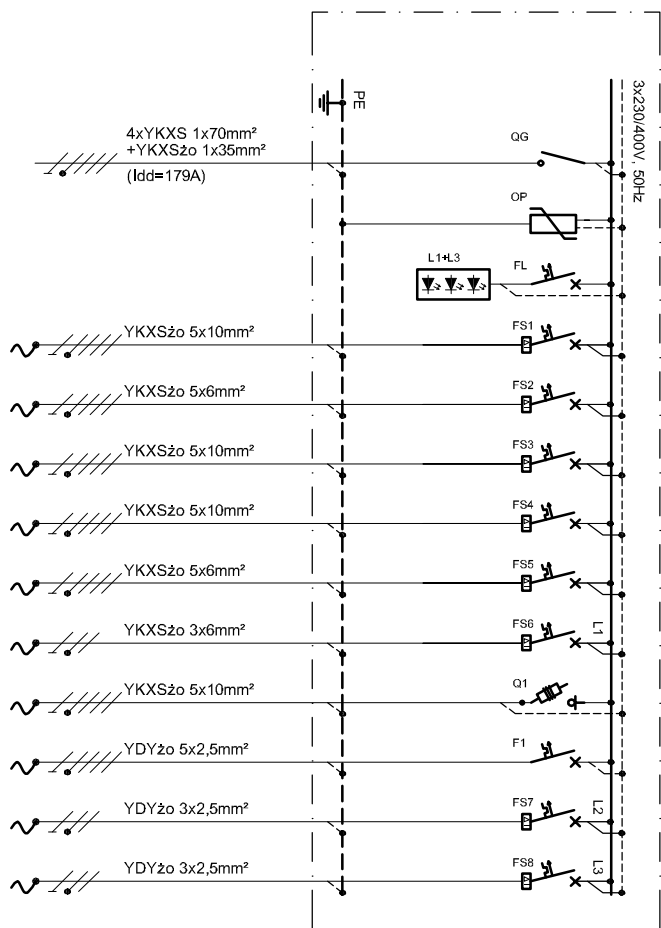 PE
3x230/400V, 50Hz
4xYKXS 1x70mm²
+YKXSżo 1x35mm²
(Idd=179A)
QG
OP
L1÷L3
FL
YKXSżo 5x10mm²
FS1
YKXSżo 5x6mm²
FS2
YKXSżo 5x10mm²
FS3
YKXSżo 5x10mm²
FS4
YKXSżo 5x6mm²
FS5
YKXSżo 3x6mm²
FS6
L1
YKXSżo 5x10mm²
Q1
YDYżo 5x2,5mm²
F1
YDYżo 3x2,5mm²
FS7
L2
YDYżo 3x2,5mm²
FS8
L3